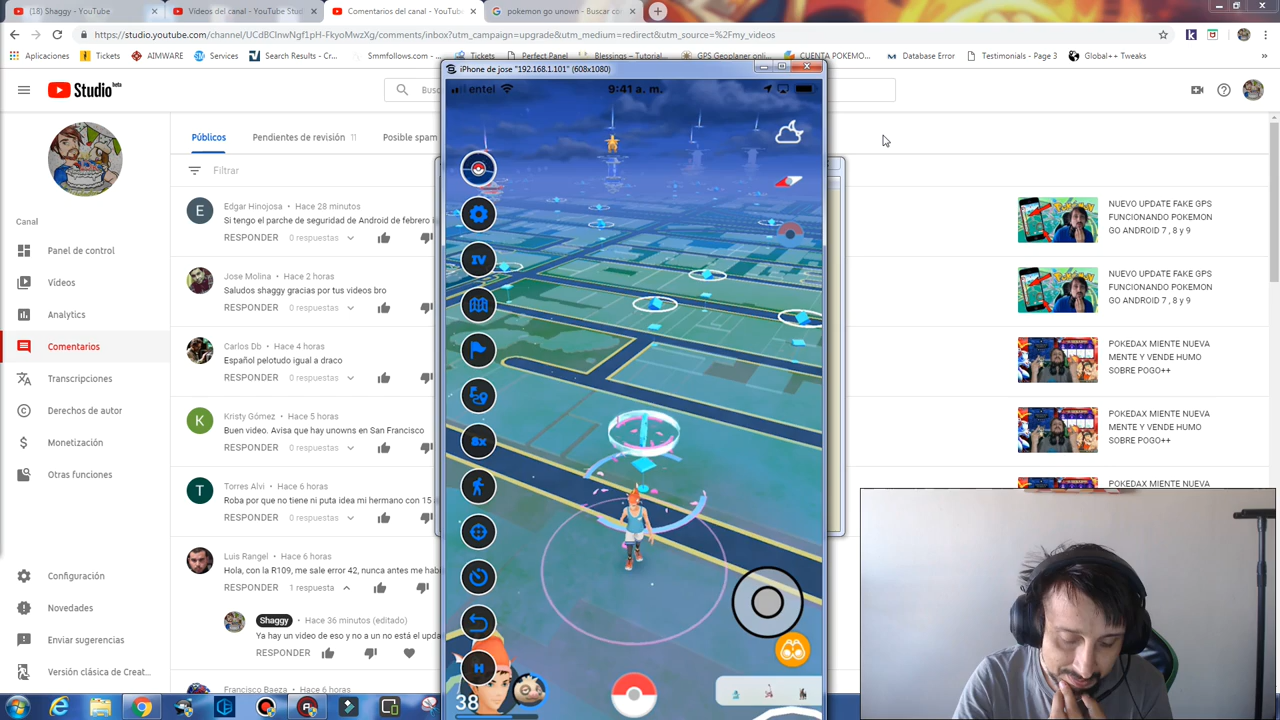 (18) Shaggy - YouTube
Vídeos del canal - YouTube Stud
Comentarios del canal - YouTube
pokemon go unown - Buscar co
https://studio.youtube.com/channel/UCdBClnwNgf1pH-FkyoMwzXg/comments/inbox?utm_campaign=upgrade&utm_medium=redirect&utm_source=%2Fmy_videos
Aplicaciones
Tickets
AIMWARE
Services
Search Results - Cr...
Smmfollows.com -
Perfect Panel
Blessings – Tutorial...
GPS Geoplaner onlin
CUENTA POKEMO
Database Error
Testimonials - Page 3
Global++ Tweaks
»
iPhone de jose "192.168.1.101" (608x1080)
Studio
beta
Busc
entel
9:41 a. m.
Públicos
Pendientes de revisión 11
Posible spam
Filtrar
Canal
Panel de control
Vídeos
Analytics
Comentarios
Transcripciones
Derechos de autor
Monetización
Otras funciones
Configuración
Novedades
Enviar sugerencias
Versión clásica de Creat...
E
Edgar Hinojosa • Hace 28 minutos
Si tengo el parche de seguridad de Android de febrero
RESPONDER 0 respuestas
Jose Molina • Hace 2 horas
Saludos shaggy gracias por tus videos bro
RESPONDER 0 respuestas
Carlos Db • Hace 4 horas
Español pelotudo igual a draco
RESPONDER 0 respuestas
K
Kristy Gómez • Hace 5 horas
Buen video. Avisa que hay unowns en San Francisco
RESPONDER 0 respuestas
T
Torres Alvi • Hace 6 horas
Roba por que no tiene ni puta idea mi hermano con 15
RESPONDER 0 respuestas
Luis Rangel • Hace 6 horas
Hola, con la R109, me sale error 42, nunca antes me hab
RESPONDER 1 respuesta
Shaggy • Hace 36 minutos (editado)
Ya hay un video de eso y no a un no está el upda
RESPONDER
Francisco Baeza • Hace 6 horas
IV
8x
H
38
NUEVO UPDATE FAKE GPS
FUNCIONANDO POKEMON
GO ANDROID 7 , 8 y 9
NUEVO UPDATE FAKE GPS
FUNCIONANDO POKEMON
GO ANDROID 7 , 8 y 9
POKEDAX MIENTE NUEVA
MENTE Y VENDE HUMO
SOBRE POGO++
POKEDAX MIENTE NUEVA
MENTE Y VENDE HUMO
SOBRE POGO++
POKEDAX MIENTE NUEVA